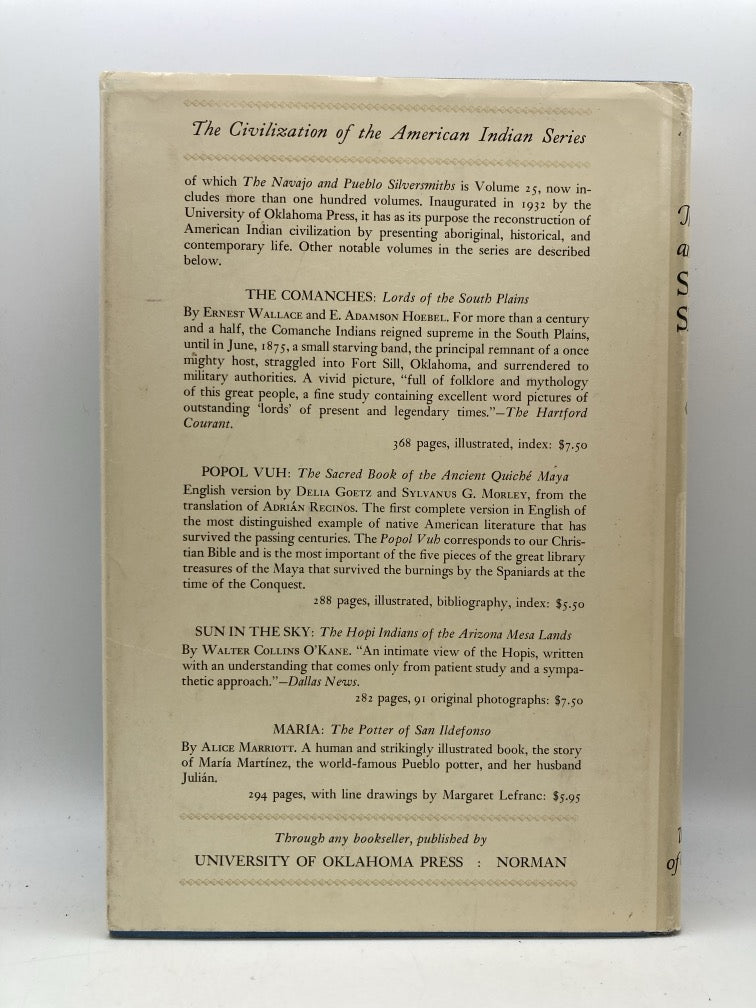 The Civilization of the American Indian Series
of which The Navajo and Pueblo Silversmiths is Volume 25, now in-
cludes more than one hundred volumes. Inaugurated in 1932 by the
University of Oklahoma Press, it has as its purpose the reconstruction of
American Indian civilization by presenting aboriginal, historical, and
contemporary life. Other notable volumes in the series are described
below.
THE COMANCHES: Lords of the South Plains
By Ernest Wallace and E. Adamson Hoebel. For more than a century
and a half, the Comanche Indians reigned supreme in the South Plains,
until in June, 1875, a small starving band, the principal remnant of a once
mighty host, straggled into Fort Sill, Oklahoma, and surrendered to
military authorities. A vivid picture, "full of folklore and mythology
of this great people, a fine study containing excellent word pictures of
outstanding 'lords' of present and legendary times."—The Hartford
Courant.
368 pages, illustrated, index: $7.50
POPOL VUH: The Sacred Book of the Ancient Quiché Maya
English version by Delia Goetz and Sylvanus G. Morley, from the
translation of Adrián Recinos. The first complete version in English of
the most distinguished example of native American literature that has
survived the passing centuries. The Popol Vuh corresponds to our Chris-
tian Bible and is the most important of the five pieces of the great library
treasures of the Maya that survived the burnings by the Spaniards at the
time of the Conquest.
288 pages, illustrated, bibliography, index: $5.50
SUN IN THE SKY: The Hopi Indians of the Arizona Mesa Lands
By Walter Collins O'Kane. "An intimate view of the Hopis, written
with an understanding that comes only from patient study and a sympa-
thetic approach."—Dallas News.
282 pages, 91 original photographs: $7.50
MARIA: The Potter of San Ildefonso
By Alice Marriott. A human and strikingly illustrated book, the story
of María Martínez, the world-famous Pueblo potter, and her husband
Julián.
294 pages, with line drawings by Margaret Lefranc: $5.95
Through any bookseller, published by
UNIVERSITY OF OKLAHOMA PRESS : NORMAN
of